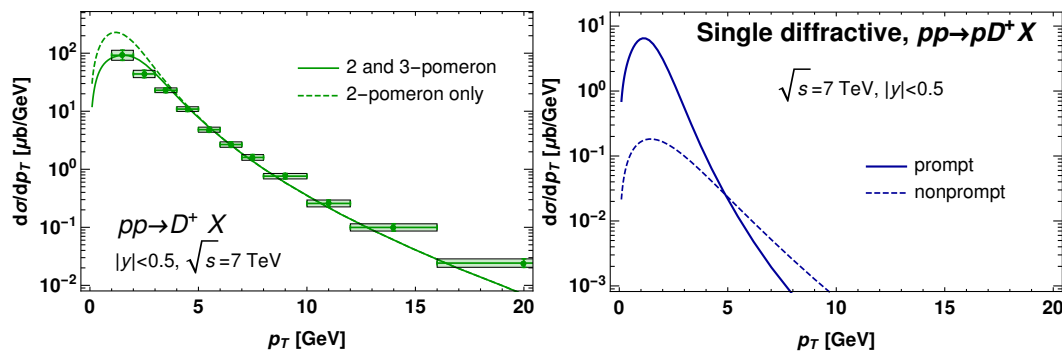 10²
10¹
10⁰
10⁻¹
10⁻²
dσ/dp_T [μb/GeV]
2 and 3-pomeron
2-pomeron only
pp→D⁺ X
|y|<0.5, √s=7 TeV
0 5 10 15 20
p_T [GeV]
10¹
10⁰
10⁻¹
10⁻²
10⁻³
dσ/dp_T [μb/GeV]
Single diffractive, pp→pD⁺X
√s=7 TeV, |y|<0.5
prompt
nonprompt
0 5 10 15 20
p_T [GeV]